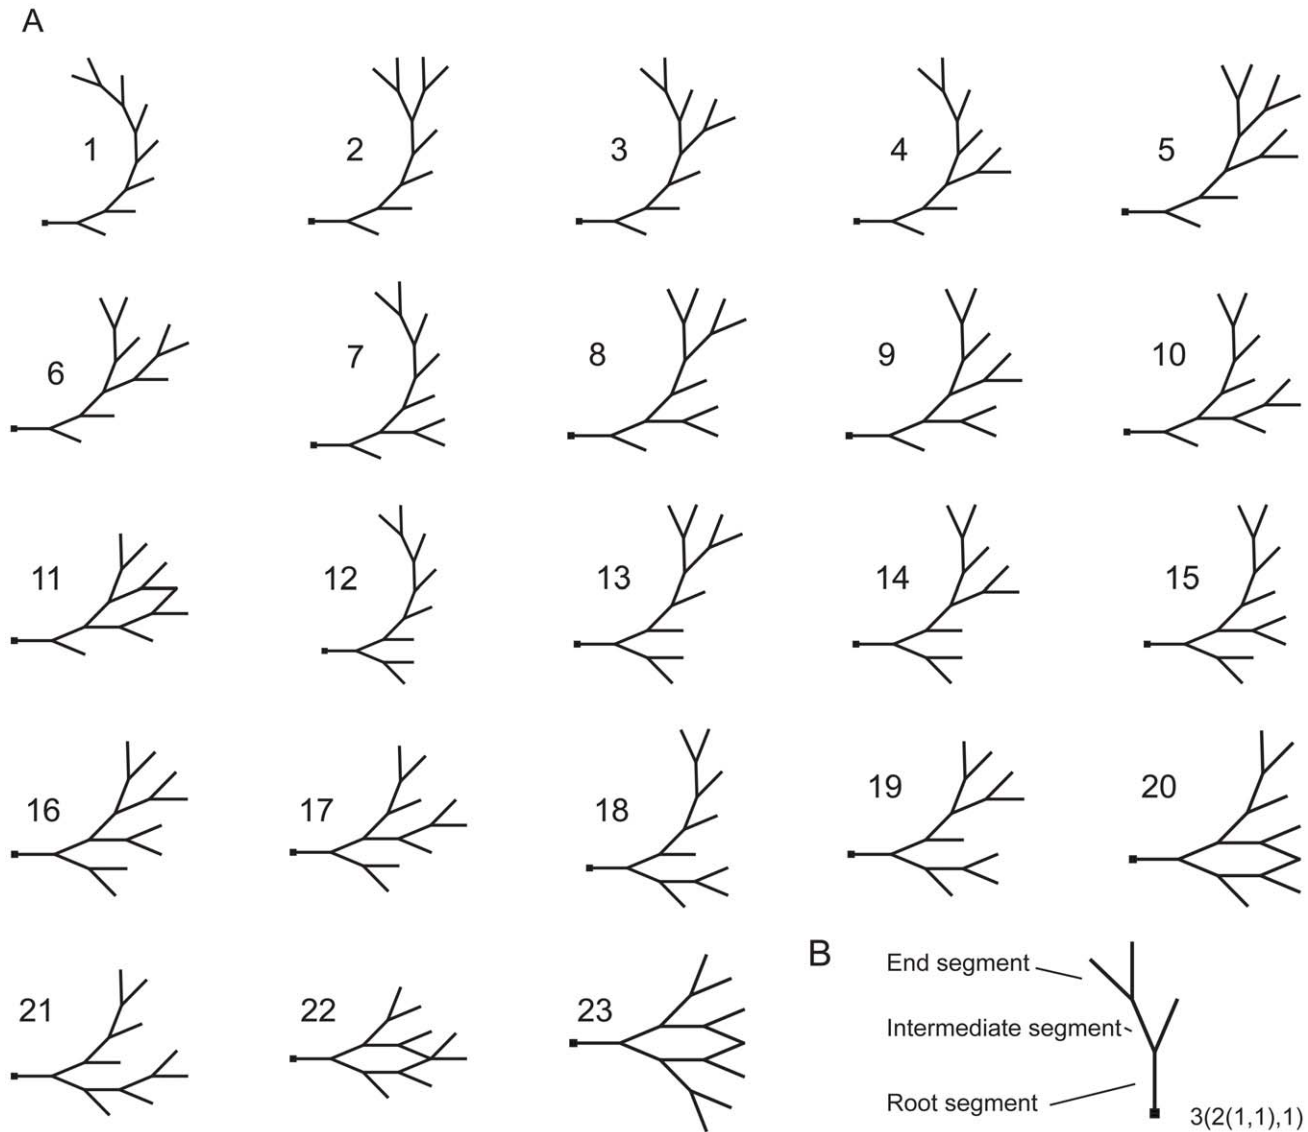 A
1 2 3 4 5
6 7 8 9 10
11 12 13 14 15
16 17 18 19 20
21 22 23
B
End segment
Intermediate segment
Root segment
3(2(1,1),1)